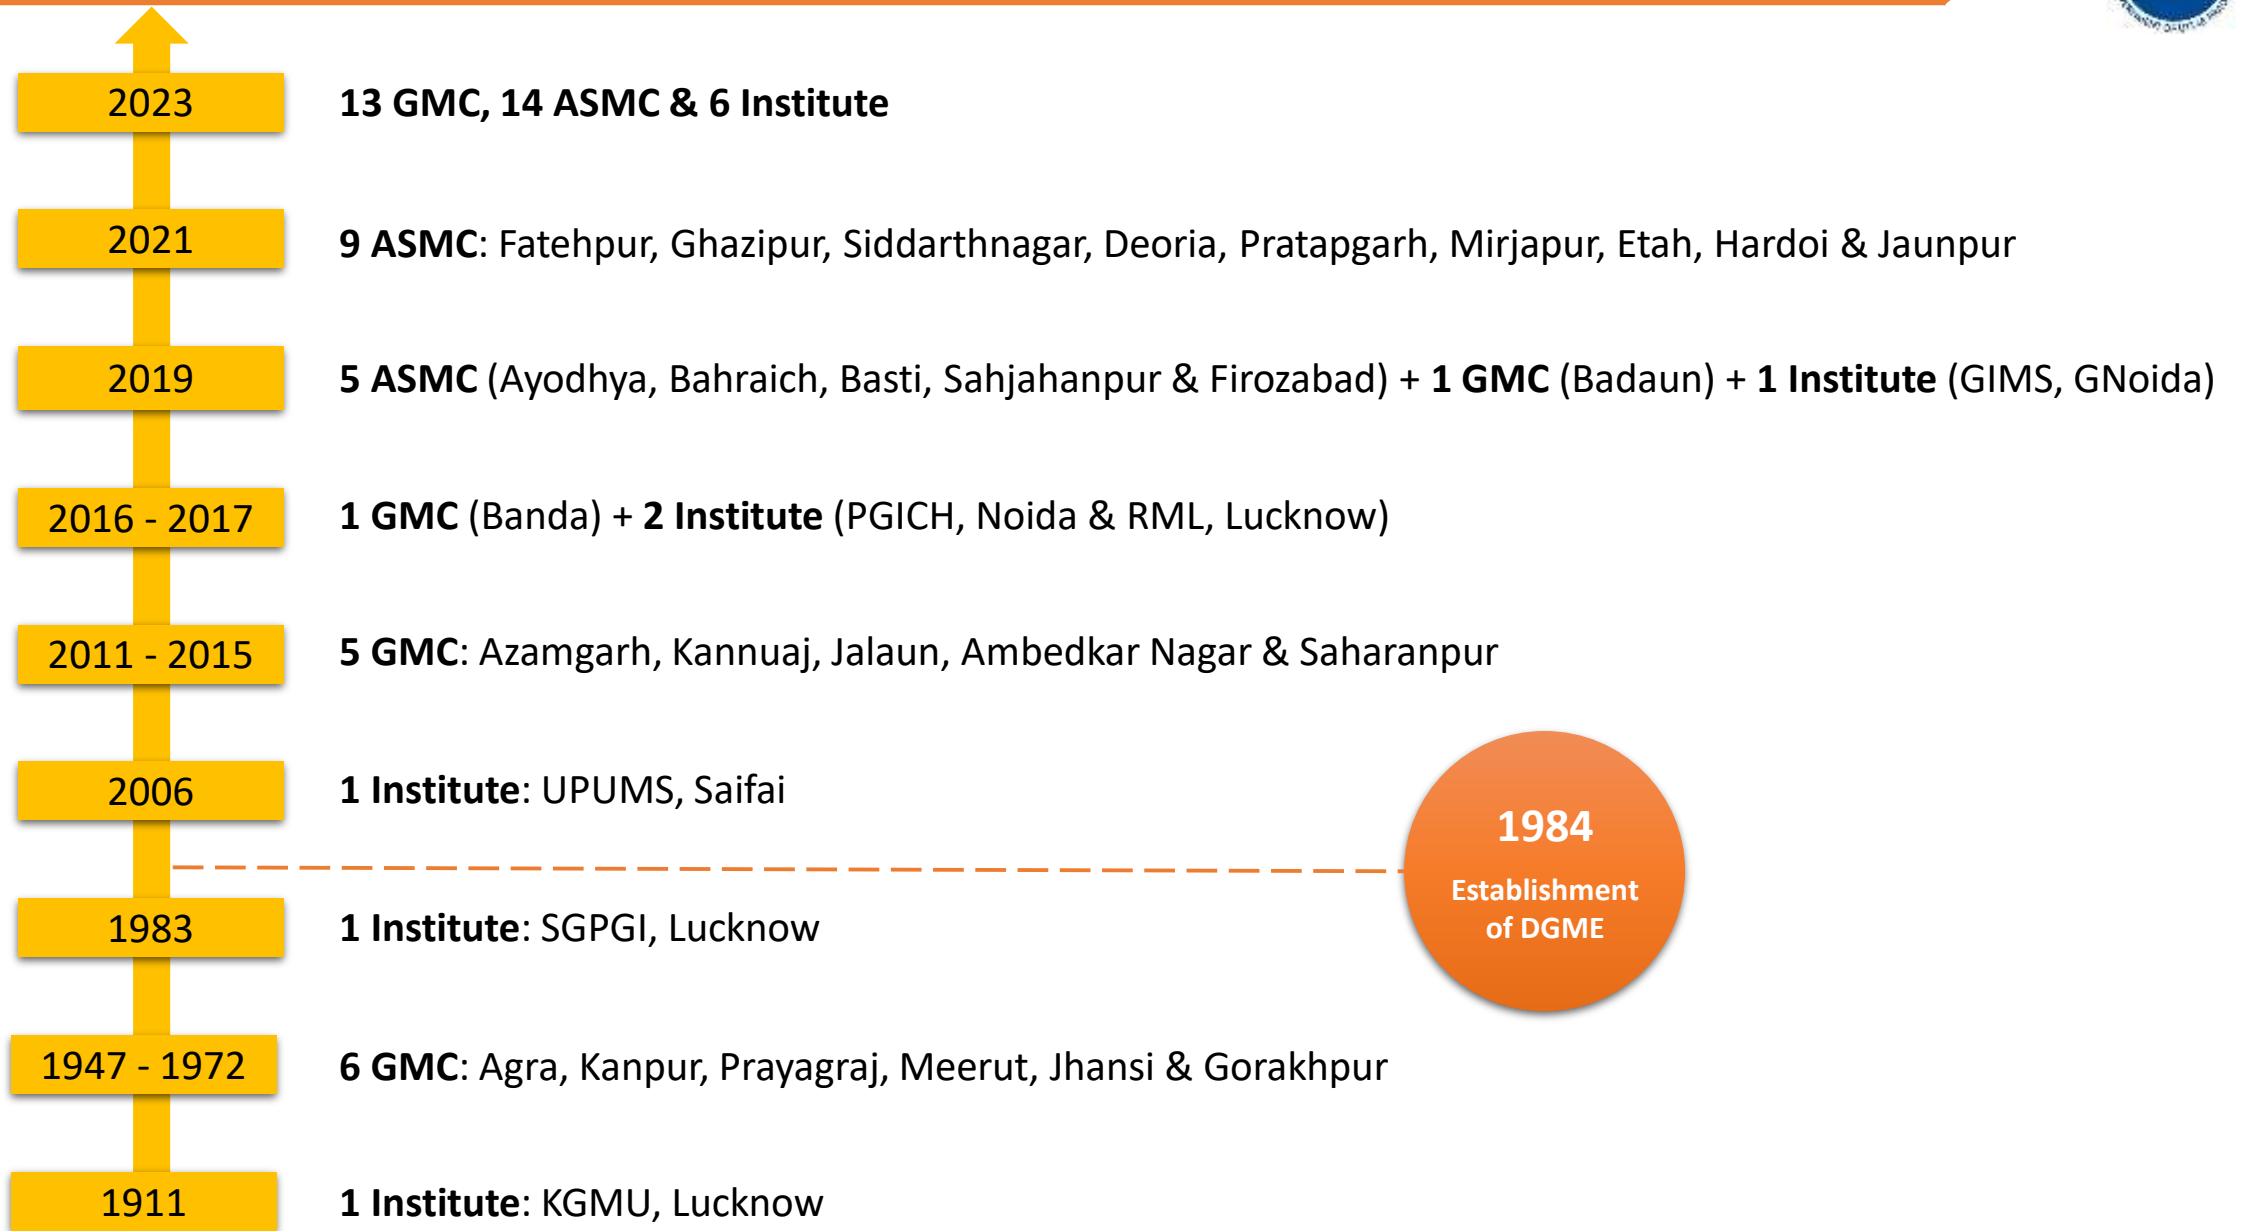 2023
13 GMC, 14 ASMC & 6 Institute
2021
9 ASMC: Fatehpur, Ghazipur, Siddarthnagar, Deoria, Pratapgarh, Mirjapur, Etah, Hardoi & Jaunpur
2019
5 ASMC (Ayodhya, Bahraich, Basti, Sahjahanpur & Firozabad) + 1 GMC (Badaun) + 1 Institute (GIMS, GNoida)
2016 - 2017
1 GMC (Banda) + 2 Institute (PGICH, Noida & RML, Lucknow)
2011 - 2015
5 GMC: Azamgarh, Kannuaj, Jalaun, Ambedkar Nagar & Saharanpur
2006
1 Institute: UPUMS, Saifai
1984
Establishment
of DGME
1983
1 Institute: SGPGI, Lucknow
1947 - 1972
6 GMC: Agra, Kanpur, Prayagraj, Meerut, Jhansi & Gorakhpur
1911
1 Institute: KGMU, Lucknow